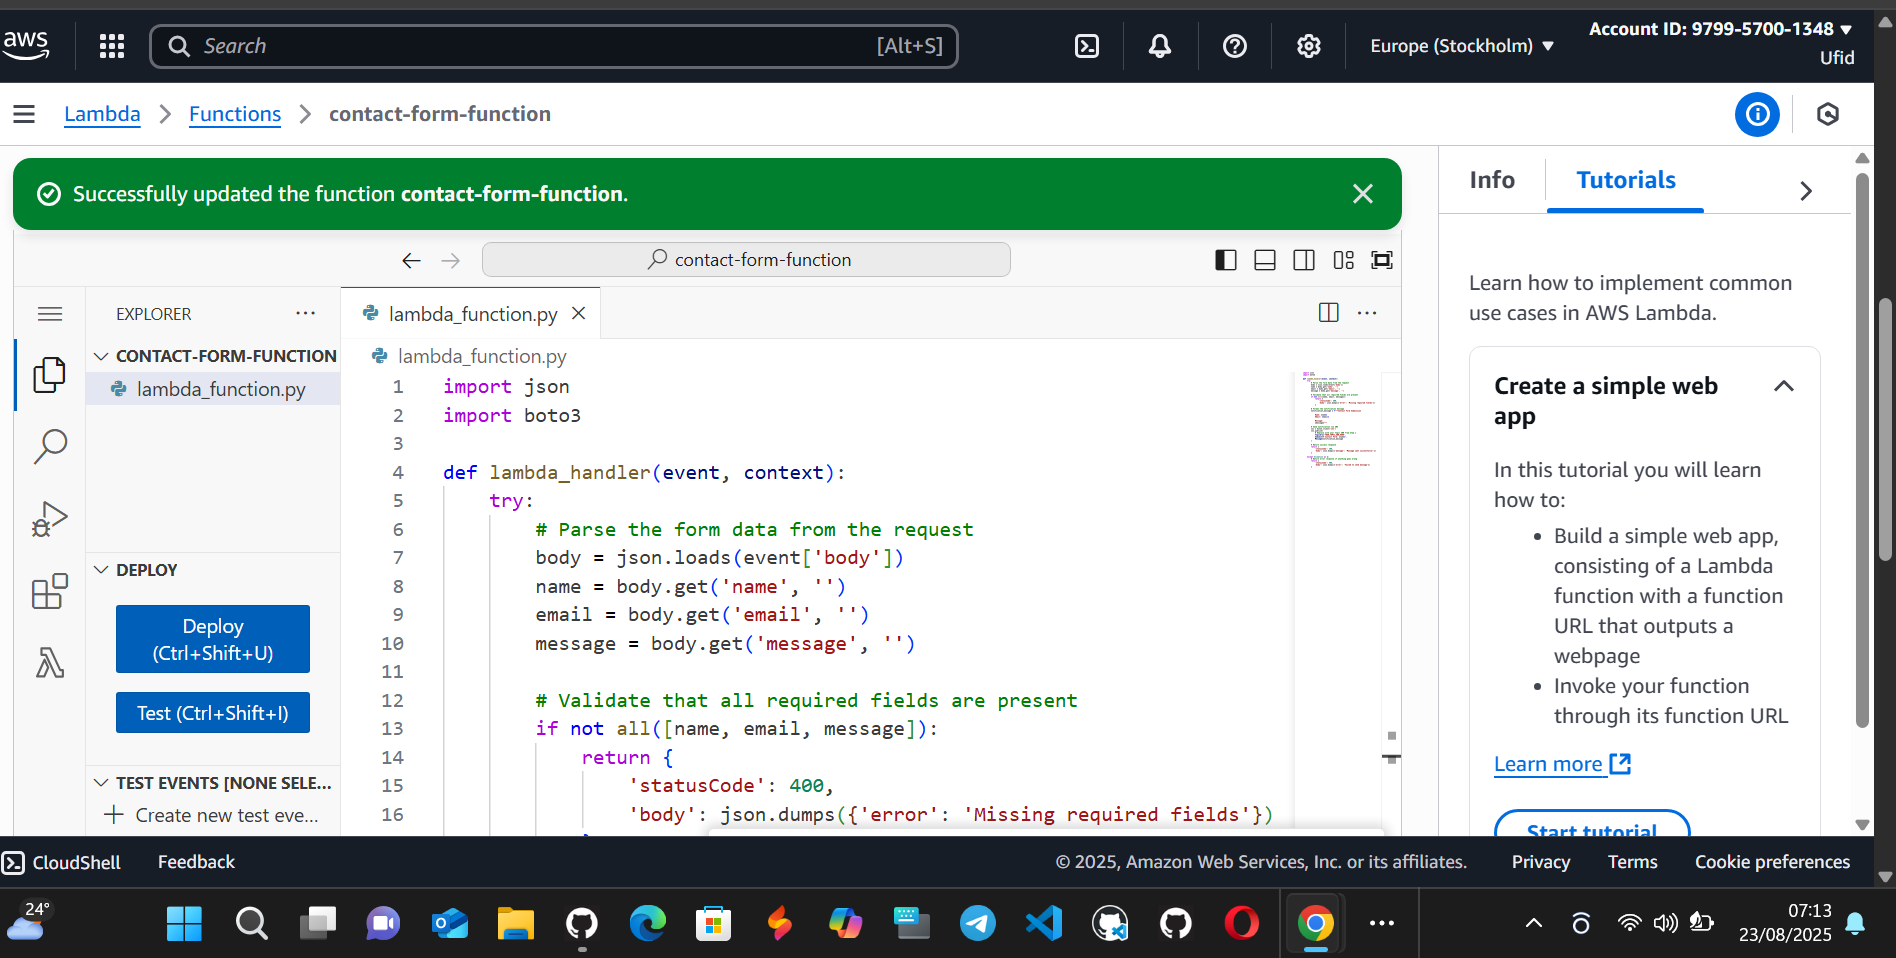 aws
Search
[Alt+S]
Europe (Stockholm)
Account ID: 9799-5700-1348
Ufid
Lambda
Functions
contact-form-function
Successfully updated the function contact-form-function.
contact-form-function
EXPLORER
CONTACT-FORM-FUNCTION
lambda_function.py
DEPLOY
Deploy
(Ctrl+Shift+U)
Test (Ctrl+Shift+I)
TEST EVENTS [NONE SELE...
Create new test eve...
lambda_function.py
lambda_function.py
1 import json
2 import boto3
3
4 def lambda_handler(event, context):
5 try:
6 # Parse the form data from the request
7 body = json.loads(event['body'])
8 name = body.get('name', '')
9 email = body.get('email', '')
10 message = body.get('message', '')
11
12 # Validate that all required fields are present
13 if not all([name, email, message]):
14 return {
15 'statusCode': 400,
16 'body': json.dumps({'error': 'Missing required fields'})
Info
Tutorials
Learn how to implement common
use cases in AWS Lambda.
Create a simple web
app
In this tutorial you will learn
how to:
• Build a simple web app,
consisting of a Lambda
function with a function
URL that outputs a
webpage
• Invoke your function
through its function URL
Learn more
Start tutorial
CloudShell
Feedback
© 2025, Amazon Web Services, Inc. or its affiliates.
Privacy
Terms
Cookie preferences
24°
07:13
23/08/2025